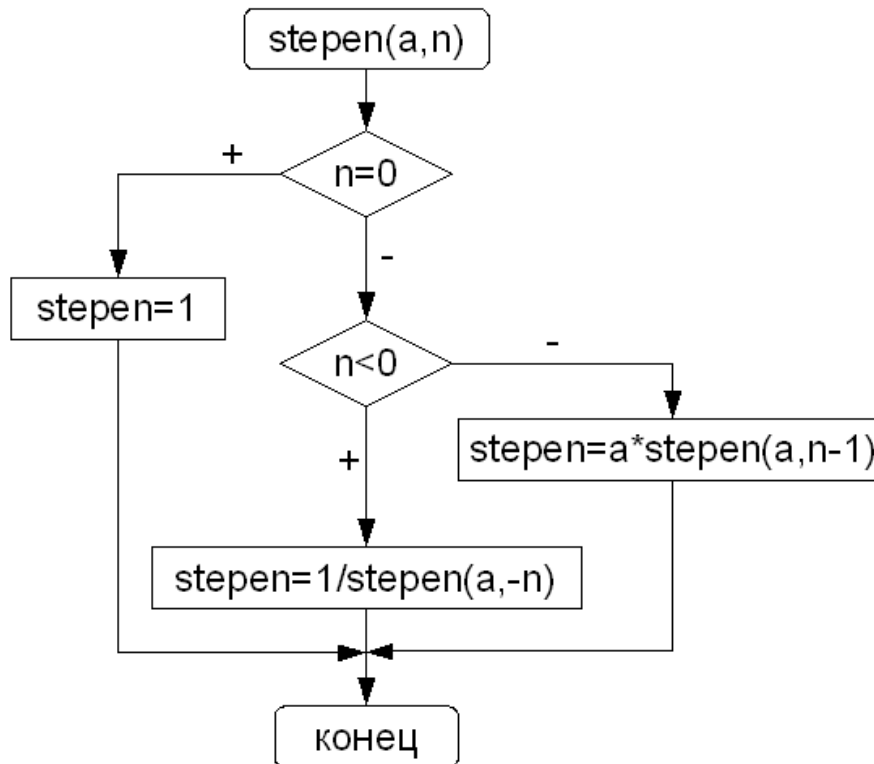 stepen(a,n)
+
n=0
-
stepen=1
n<0
-
+
stepen=a*stepen(a,n-1)
stepen=1/stepen(a,-n)
конец